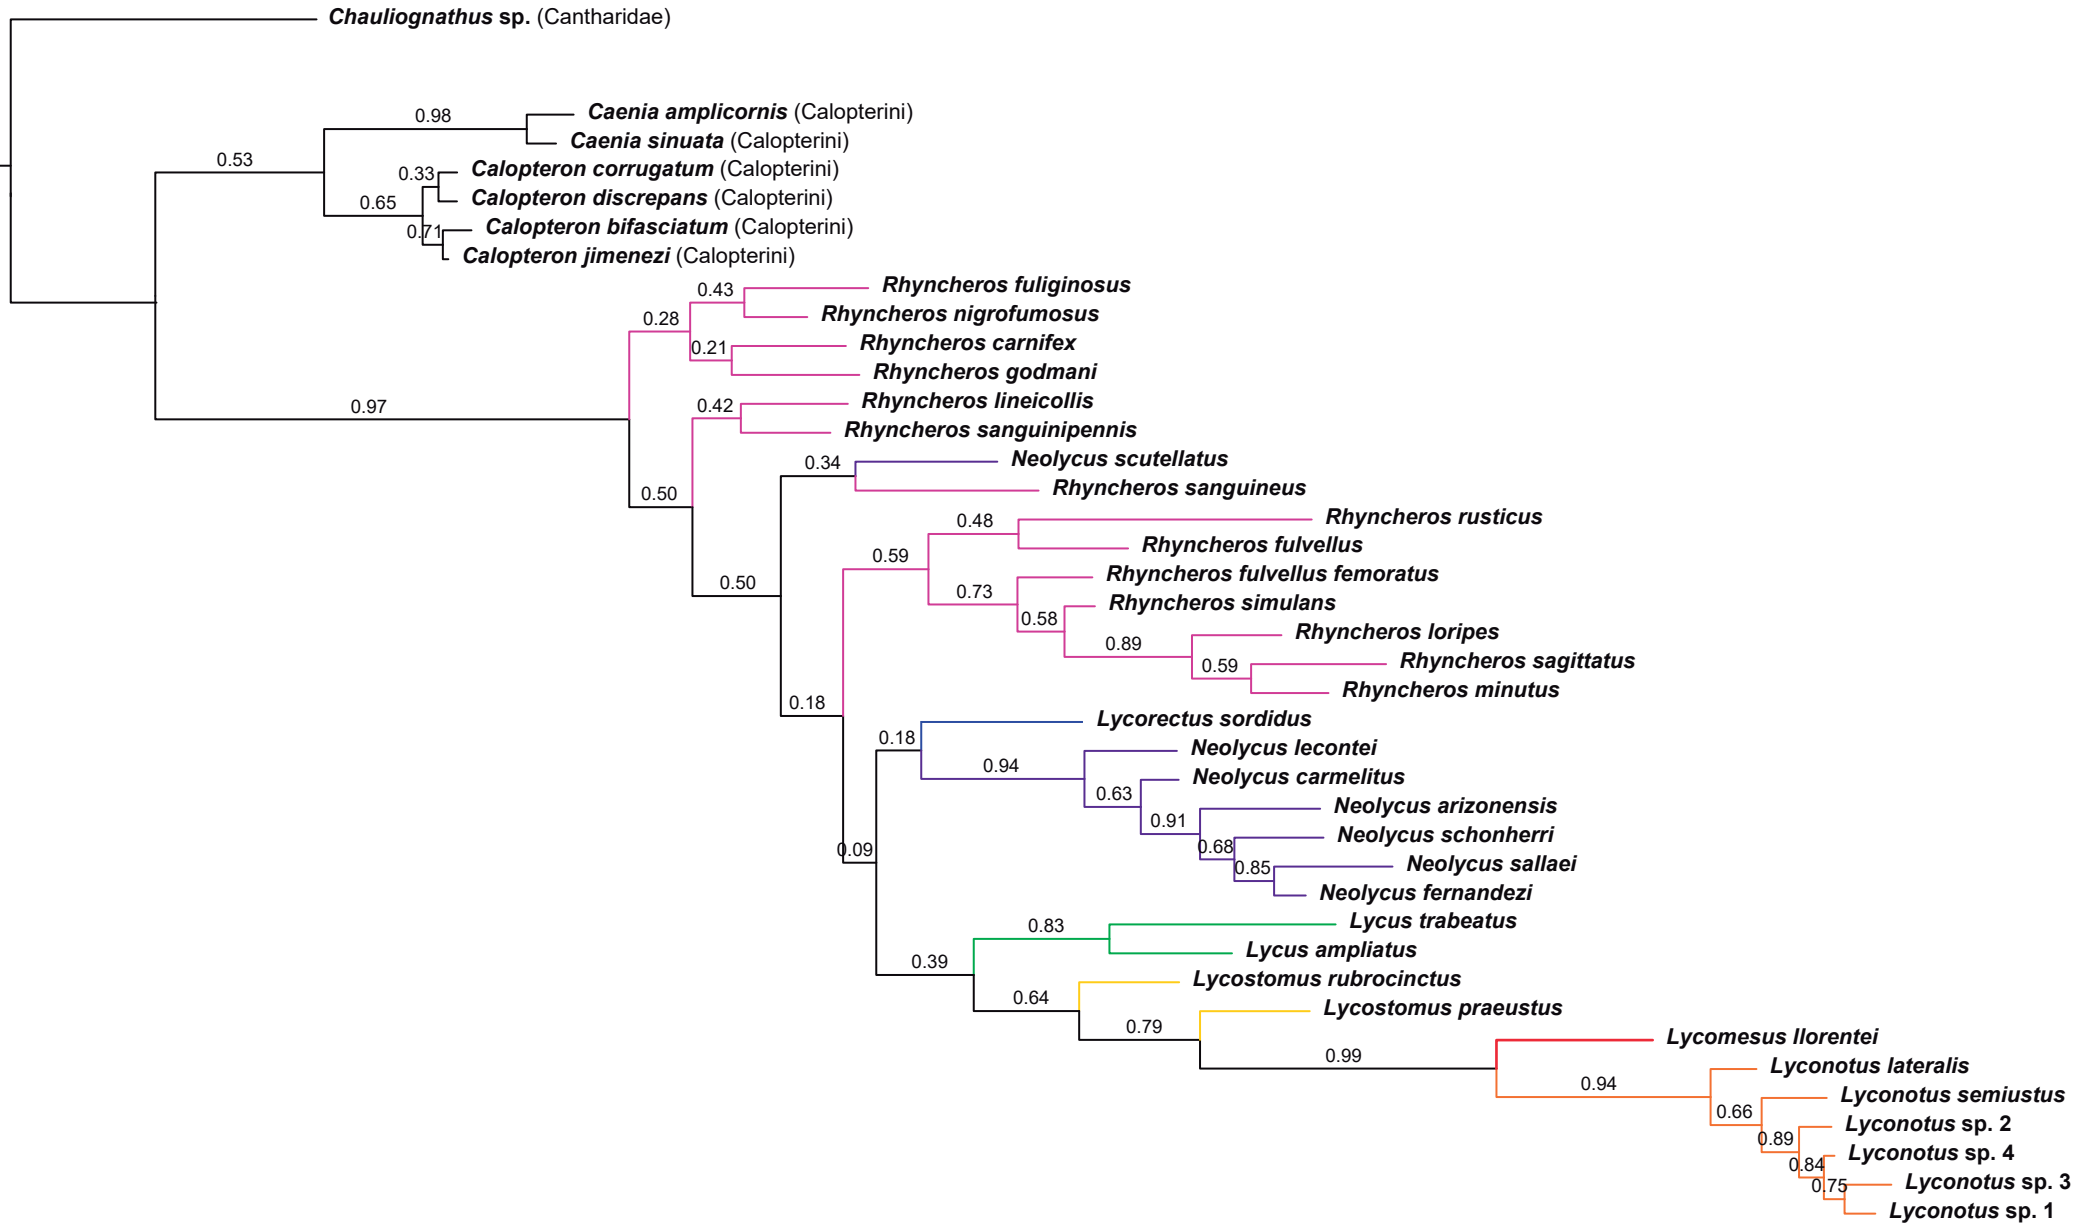 Chauliognathus sp. (Cantharidae)
Caenia amplicornis (Calopterini)
0.98
Caenia sinuata (Calopterini)
0.53
Calopteron corrugatum (Calopterini)
0.33
Calopteron discrepans (Calopterini)
0.65
Calopteron bifasciatum (Calopterini)
0.71
Calopteron jimenezi (Calopterini)
Rhyncheros fuliginosus
0.43
Rhyncheros nigrofumosus
0.28
Rhyncheros carnifex
0.21
Rhyncheros godmani
Rhyncheros lineicollis
0.97
0.42
Rhyncheros sanguinipennis
Neolycus scutellatus
0.34
Rhyncheros sanguineus
0.50
Rhyncheros rusticus
0.48
Rhyncheros fulvellus
0.59
Rhyncheros fulvellus femoratus
0.50
0.73
Rhyncheros simulans
0.58
Rhyncheros loripes
0.89
Rhyncheros sagittatus
0.59
Rhyncheros minutus
0.18
Lycorectus sordidus
0.18
Neolycus lecontei
0.94
Neolycus carmelitus
0.63
Neolycus arizonensis
0.91
Neolycus schonherri
0.68
0.09
Neolycus sallaei
0.85
Neolycus fernandezi
Lycus trabeatus
0.83
Lycus ampliatus
0.39
Lycostomus rubrocinctus
0.64
Lycostomus praeustus
0.79
Lycomesus llorentei
0.99
Lyconotus lateralis
0.94
Lyconotus semiustus
0.66
Lyconotus sp. 2
0.89
Lyconotus sp. 4
0.84
Lyconotus sp. 3
0.75
Lyconotus sp. 1